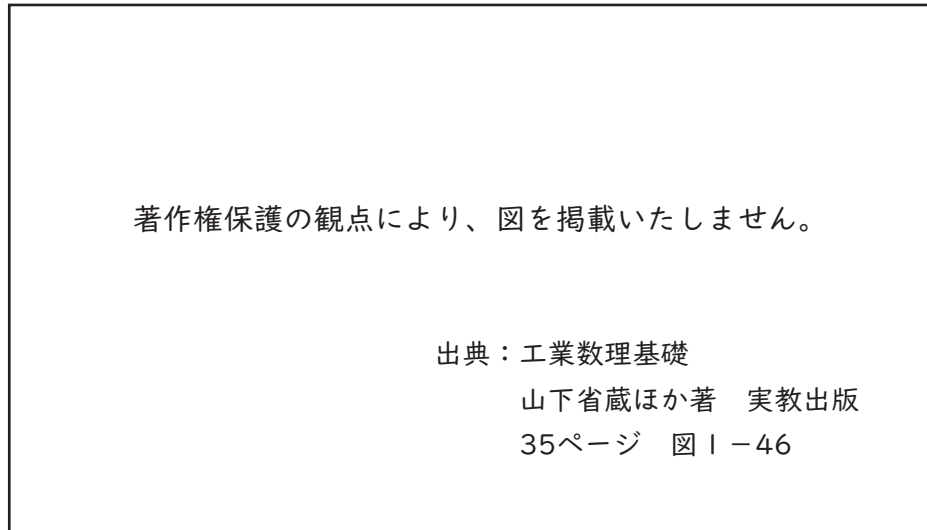 著作権保護の観点により、図を掲載いたしません。
出典：工業数理基礎
山下省蔵ほか著　実教出版
35ページ　図１－46